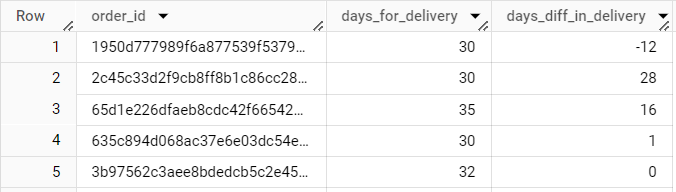 Row order_id days_for_delivery days_diff_in_delivery
1 1950d777989f6a877539f5379... 30 -12
2 2c45c33d2f9cb8ff8b1c86cc28... 30 28
3 65d1e226dfaeb8cdc42f66542... 35 16
4 635c894d068ac37e6e03dc54e... 30 1
5 3b97562c3aee8bdedcb5c2e45... 32 0